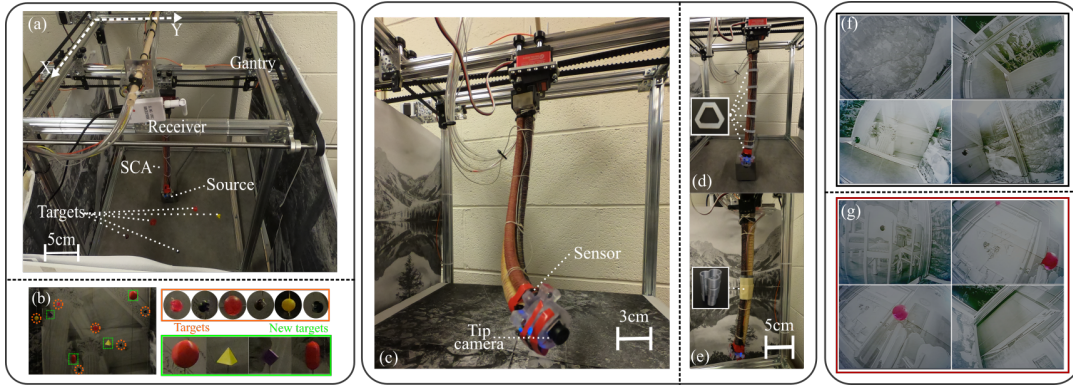 (a)
Y
X
Gantry
Receiver
SCA
Source
Targets
5cm
(b)
Targets
New targets
Sensor
Tip
camera
3cm
(c)
(d)
(e)
5cm
(f)
(g)